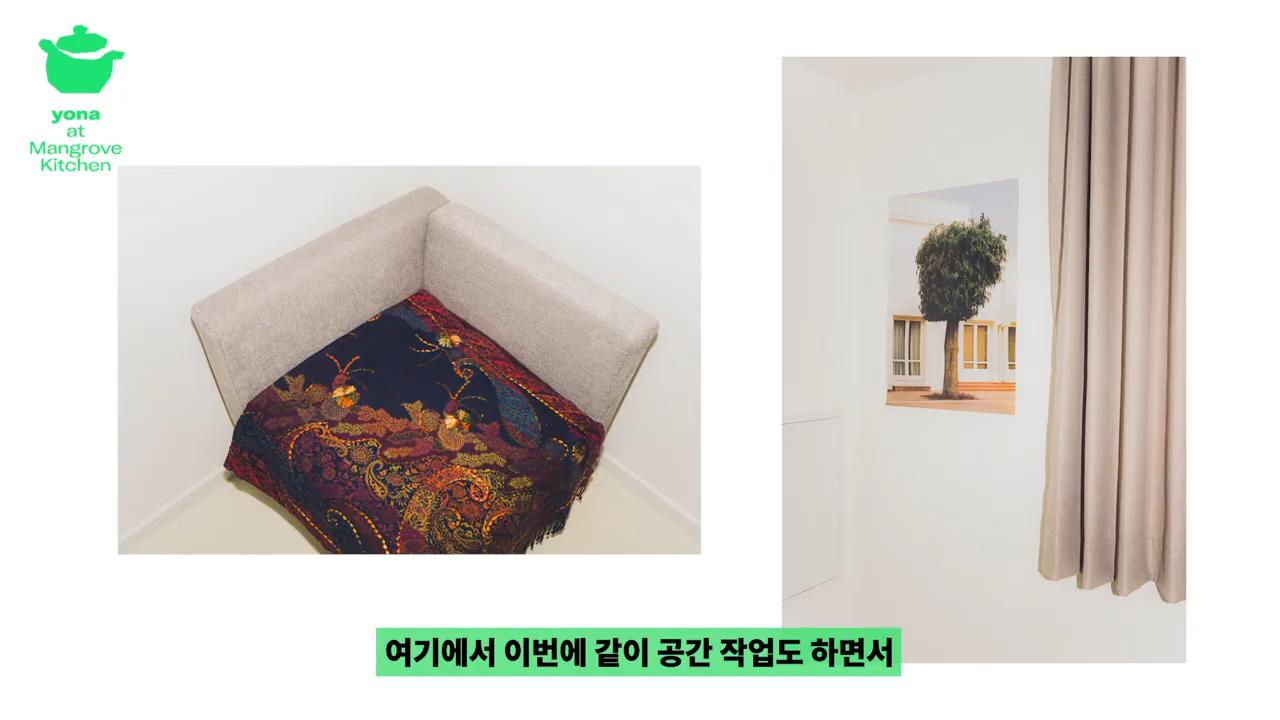 yona
at
Mangrove
Kitchen
여기에서 이번에 같이 공간 작업도 하면서